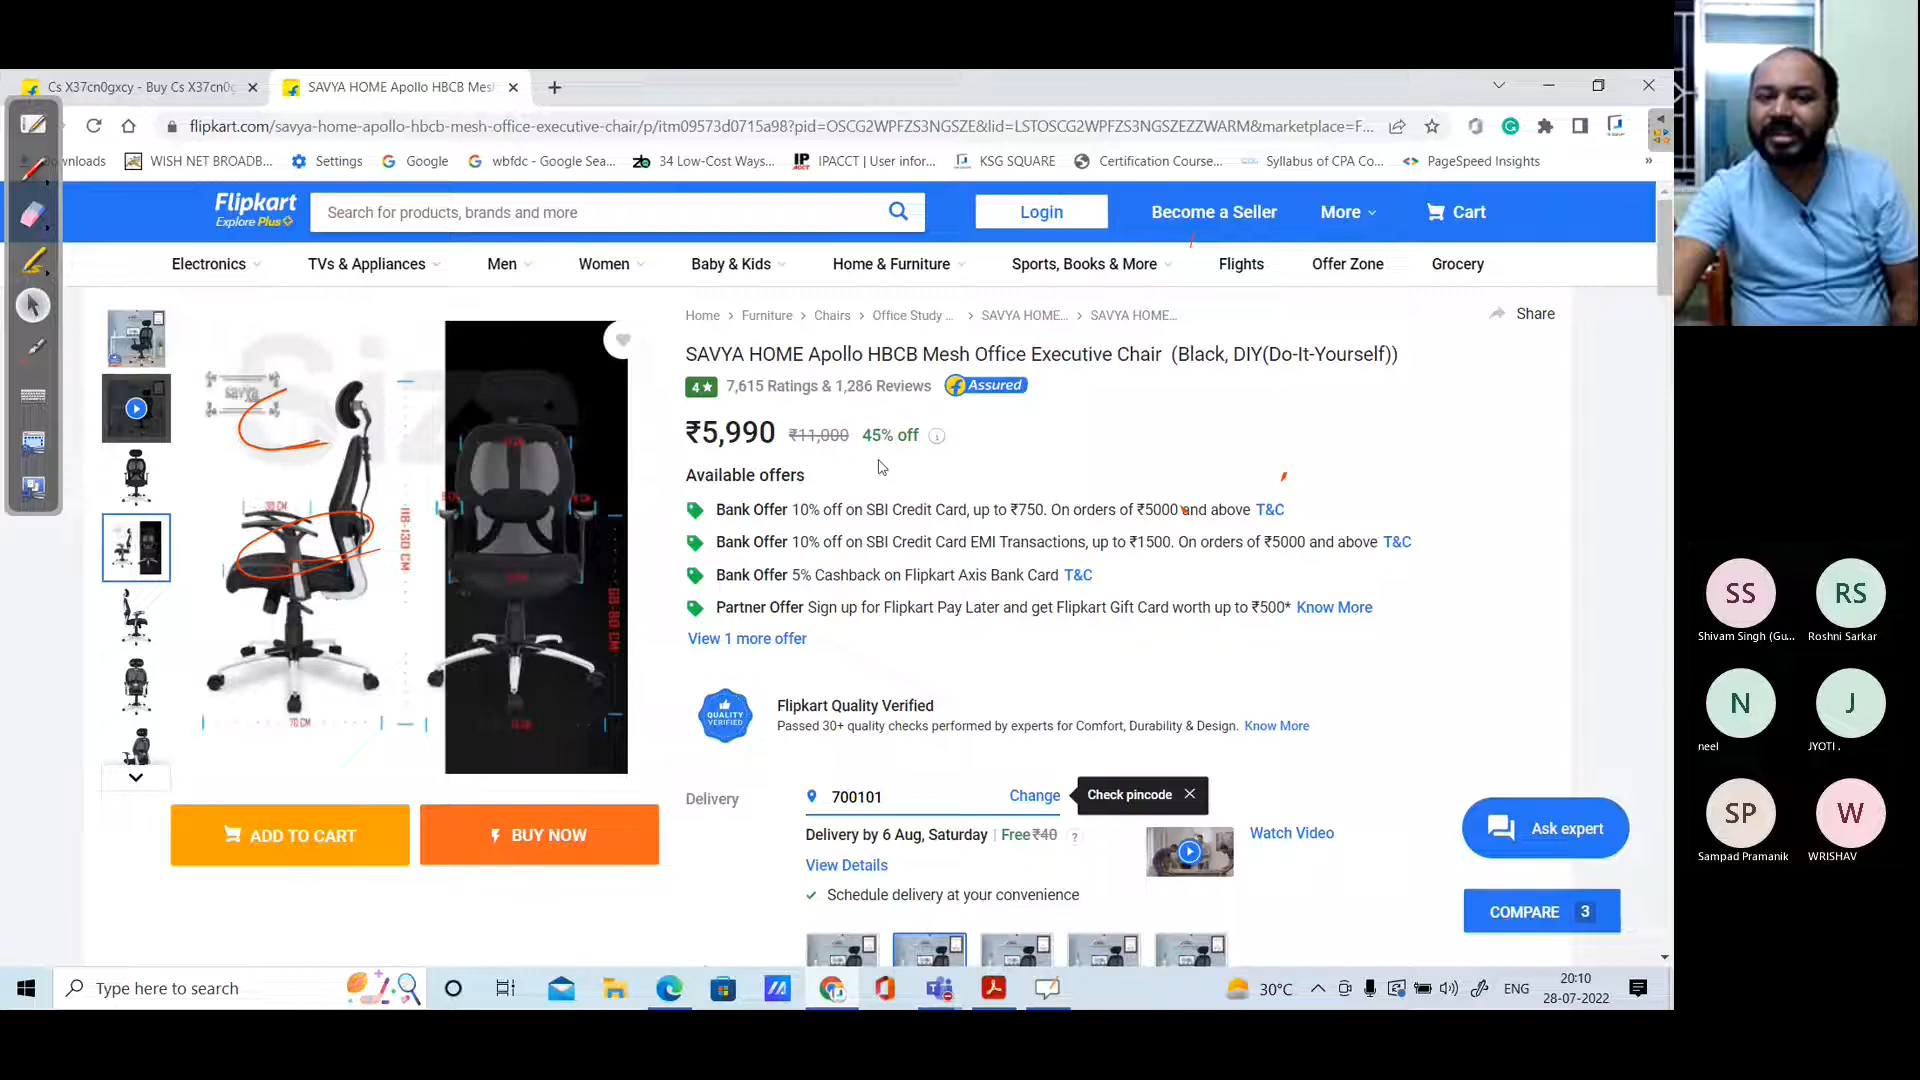 Cs X37cn0gxcy - Buy Cs X37cn0g
SAVYA HOME Apollo HBCB Mesh
flipkart.com/savya-home-apollo-hbcb-mesh-office-executive-chair/p/itm09573d0715a98?pid=OSCG2WPFZS3NGSZE&lid=LSTOSCG2WPFZS3NGSZEZZWARM&marketplace=F...
ownloads WISH NET BROADB... Settings Google wbfdc - Google Sea... 34 Low-Cost Ways... IPACCT | User infor... KSG SQUARE Certification Course... Syllabus of CPA Co... PageSpeed Insights »
Flipkart
Explore Plus
Search for products, brands and more
Login
Become a Seller
More
Cart
Electronics TVs & Appliances Men Women Baby & Kids Home & Furniture Sports, Books & More Flights Offer Zone Grocery
Home > Furniture > Chairs > Office Study ... > SAVYA HOME... > SAVYA HOME...
Share
SAVYA HOME Apollo HBCB Mesh Office Executive Chair (Black, DIY(Do-It-Yourself))
4★ 7,615 Ratings & 1,286 Reviews Assured
₹5,990 ₹11,000 45% off
Available offers
Bank Offer 10% off on SBI Credit Card, up to ₹750. On orders of ₹5000 and above T&C
Bank Offer 10% off on SBI Credit Card EMI Transactions, up to ₹1500. On orders of ₹5000 and above T&C
Bank Offer 5% Cashback on Flipkart Axis Bank Card T&C
Partner Offer Sign up for Flipkart Pay Later and get Flipkart Gift Card worth up to ₹500* Know More
View 1 more offer
savya
Siz
118-130 CM
70 CM
QUALITY
VERIFIED
Flipkart Quality Verified
Passed 30+ quality checks performed by experts for Comfort, Durability & Design. Know More
Delivery
700101
Change
Check pincode
Delivery by 6 Aug, Saturday | Free ₹40 ?
View Details
Schedule delivery at your convenience
Watch Video
ADD TO CART
BUY NOW
Ask expert
COMPARE 3
Type here to search
30°C
ENG
20:10
28-07-2022
SS
Shivam Singh (Gu...
RS
Roshni Sarkar
N
neel
J
JYOTI .
SP
Sampad Pramanik
W
WRISHAV